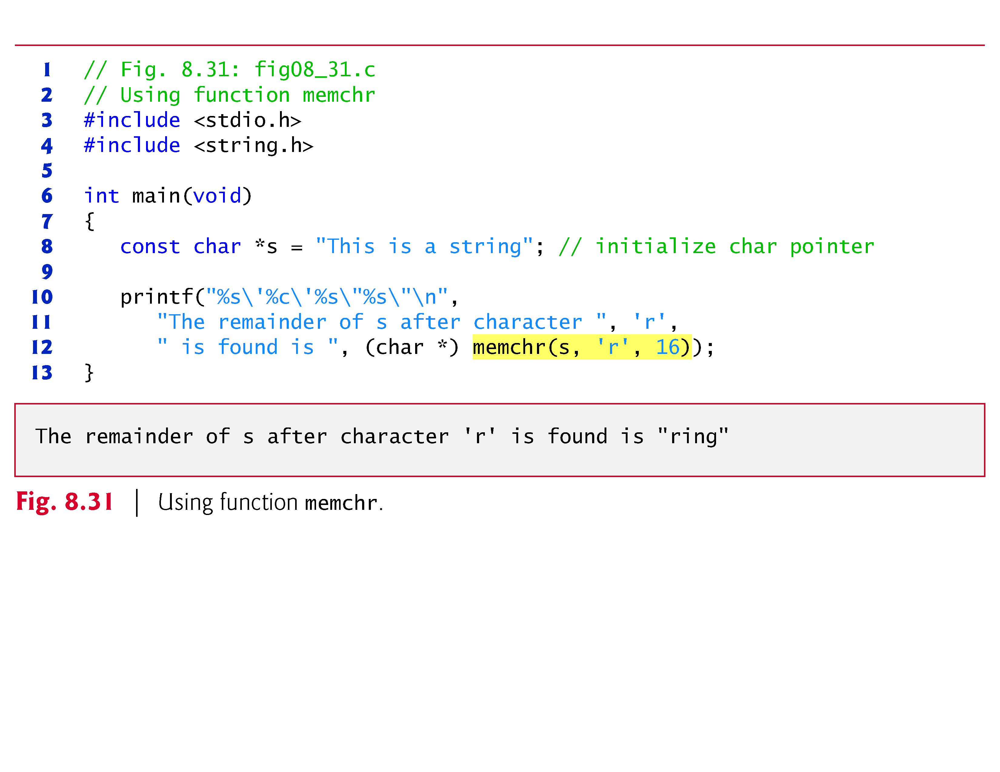 1 // Fig. 8.31: fig08_31.c
2 // Using function memchr
3 #include <stdio.h>
4 #include <string.h>
5
6 int main(void)
7 {
8    const char *s = "This is a string"; // initialize char pointer
9
10    printf("%s\'%c\'%s\"%s\"\n",
11       "The remainder of s after character ", 'r',
12       " is found is ", (char *) memchr(s, 'r', 16));
13 }
The remainder of s after character 'r' is found is "ring"
Fig. 8.31 | Using function memchr.